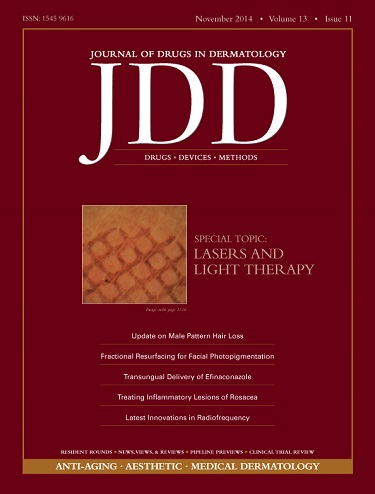 ISSN: 1545 9616
November 2014 • Volume 13 • Issue 11
JOURNAL OF DRUGS IN DERMATOLOGY
JDD
DRUGS • DEVICES • METHODS
SPECIAL TOPIC:
LASERS AND
LIGHT THERAPY
Update on Male Pattern Hair Loss
Fractional Resurfacing for Facial Photopigmentation
Transungual Delivery of Efinaconazole
Treating Inflammatory Lesions of Rosacea
Latest Innovations in Radiofrequency
RESIDENT ROUNDS • NEWS, VIEWS, & REVIEWS • PIPELINE PREVIEWS • CLINICAL TRIAL REVIEW
ANTI-AGING · AESTHETIC · MEDICAL DERMATOLOGY